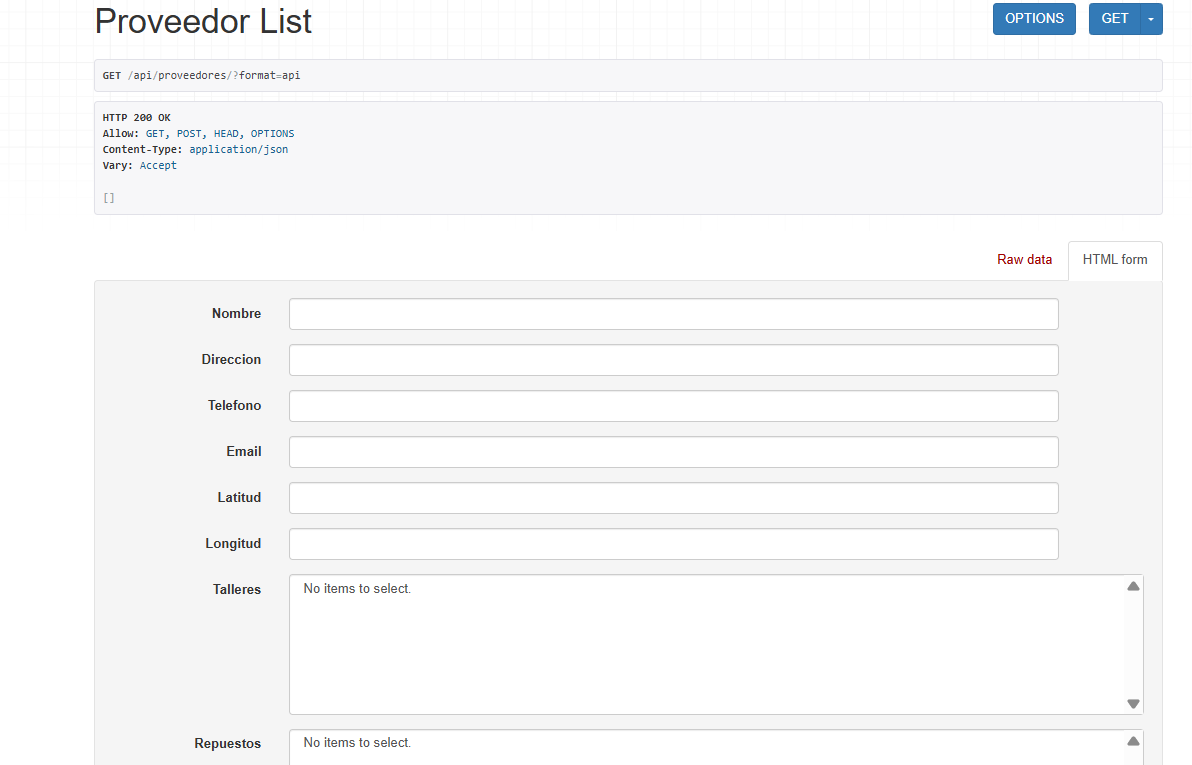 Proveedor List
OPTIONS
GET
GET /api/proveedores/?format=api
HTTP 200 OK
Allow: GET, POST, HEAD, OPTIONS
Content-Type: application/json
Vary: Accept
[]
Raw data
HTML form
Nombre
Direccion
Telefono
Email
Latitud
Longitud
Talleres
No items to select.
Repuestos
No items to select.